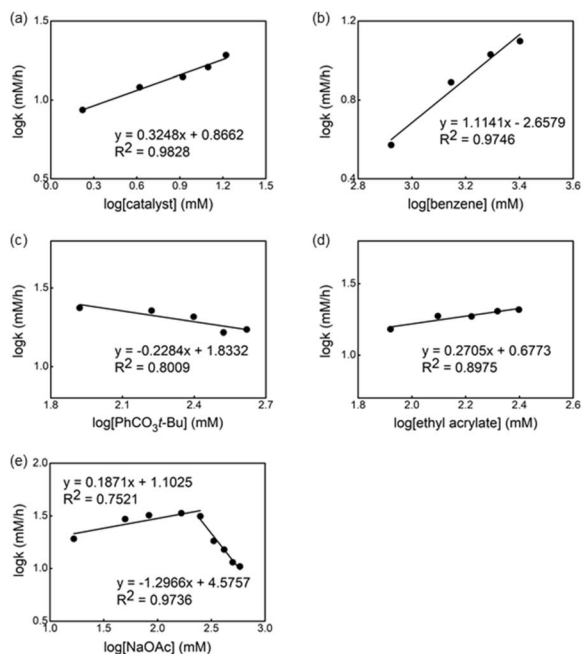 (a)
1.5
1.0
0.5
logk (mM/h)
y = 0.3248x + 0.8662
R² = 0.9828
0.0 0.3 0.6 0.9 1.2 1.5
log[catalyst] (mM)
(b)
1.2
0.8
0.4
logk (mM/h)
y = 1.1141x - 2.6579
R² = 0.9746
2.8 3.0 3.2 3.4 3.6
log[benzene] (mM)
(c)
1.5
1.0
logk (mM/h)
y = -0.2284x + 1.8332
R² = 0.8009
1.8 2.1 2.4 2.7
log[PhCO₃t-Bu] (mM)
(d)
1.5
1.0
logk (mM/h)
y = 0.2705x + 0.6773
R² = 0.8975
1.6 1.8 2.0 2.2 2.4 2.6
log[ethyl acrylate] (mM)
(e)
2.0
1.5
1.0
0.5
logk (mM/h)
y = 0.1871x + 1.1025
R² = 0.7521
y = -1.2966x + 4.5757
R² = 0.9736
1.0 1.5 2.0 2.5 3.0
log[NaOAc] (mM)